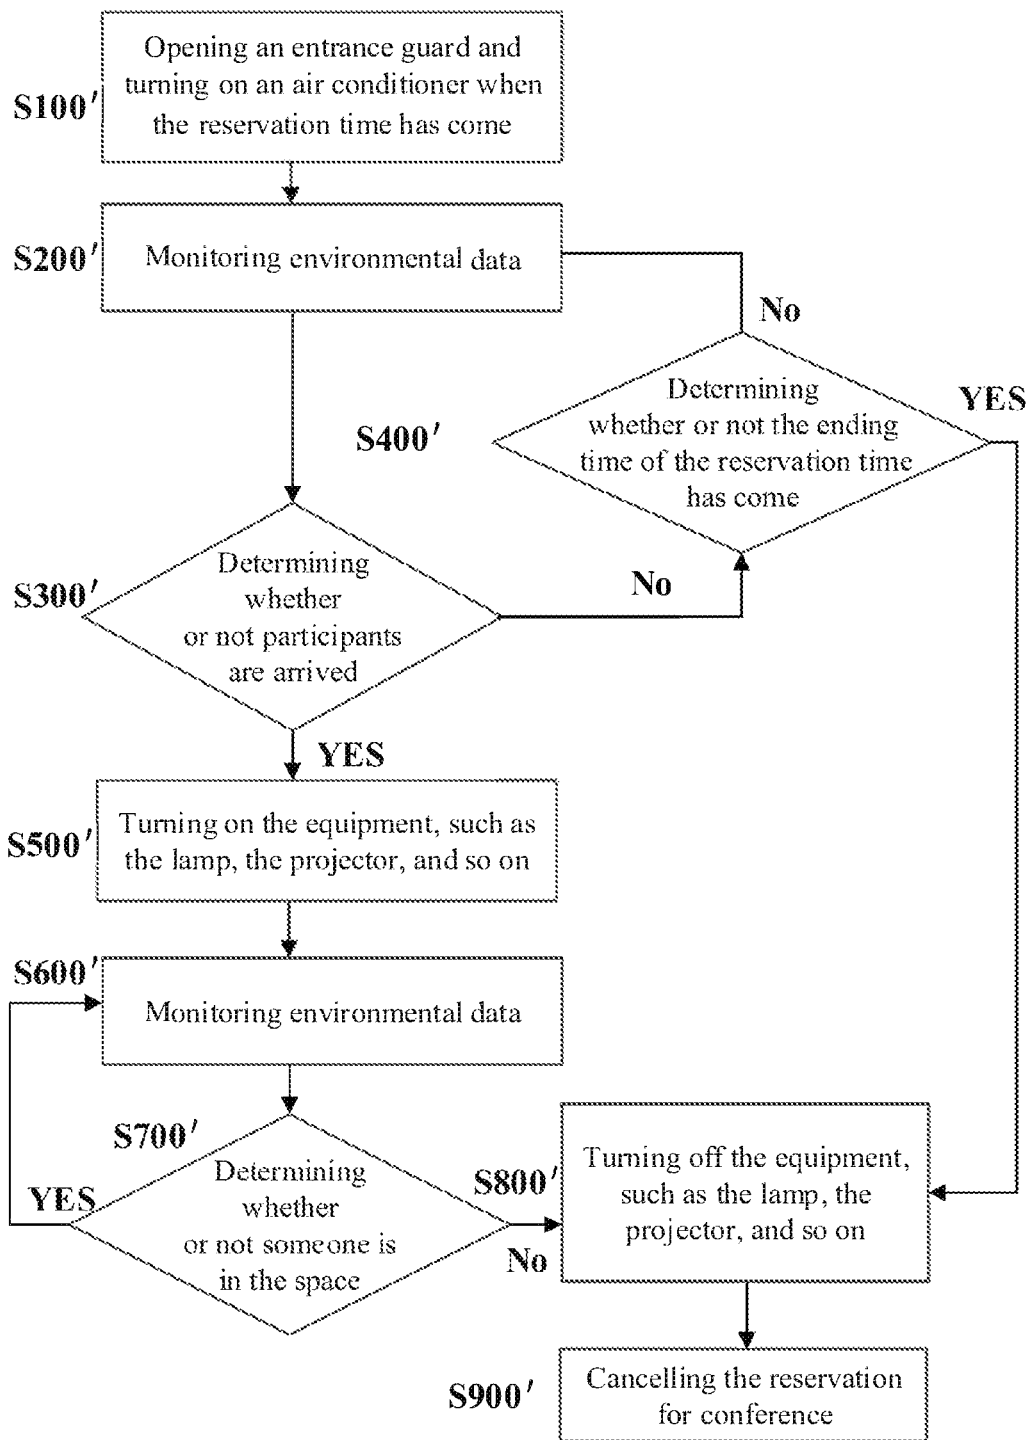 Opening an entrance guard and
turning on an air conditioner when
the reservation time has come
S100'
Monitoring environmental data
S200'
No
Determining
whether or not the ending
time of the reservation time
has come
YES
S400'
Determining
whether
or not participants
are arrived
S300'
No
YES
Turning on the equipment, such as
the lamp, the projector, and so on
S500'
S600'
Monitoring environmental data
S700'
Determining
whether
or not someone is
in the space
YES
No
S800'
Turning off the equipment,
such as the lamp, the
projector, and so on
S900'
Cancelling the reservation
for conference